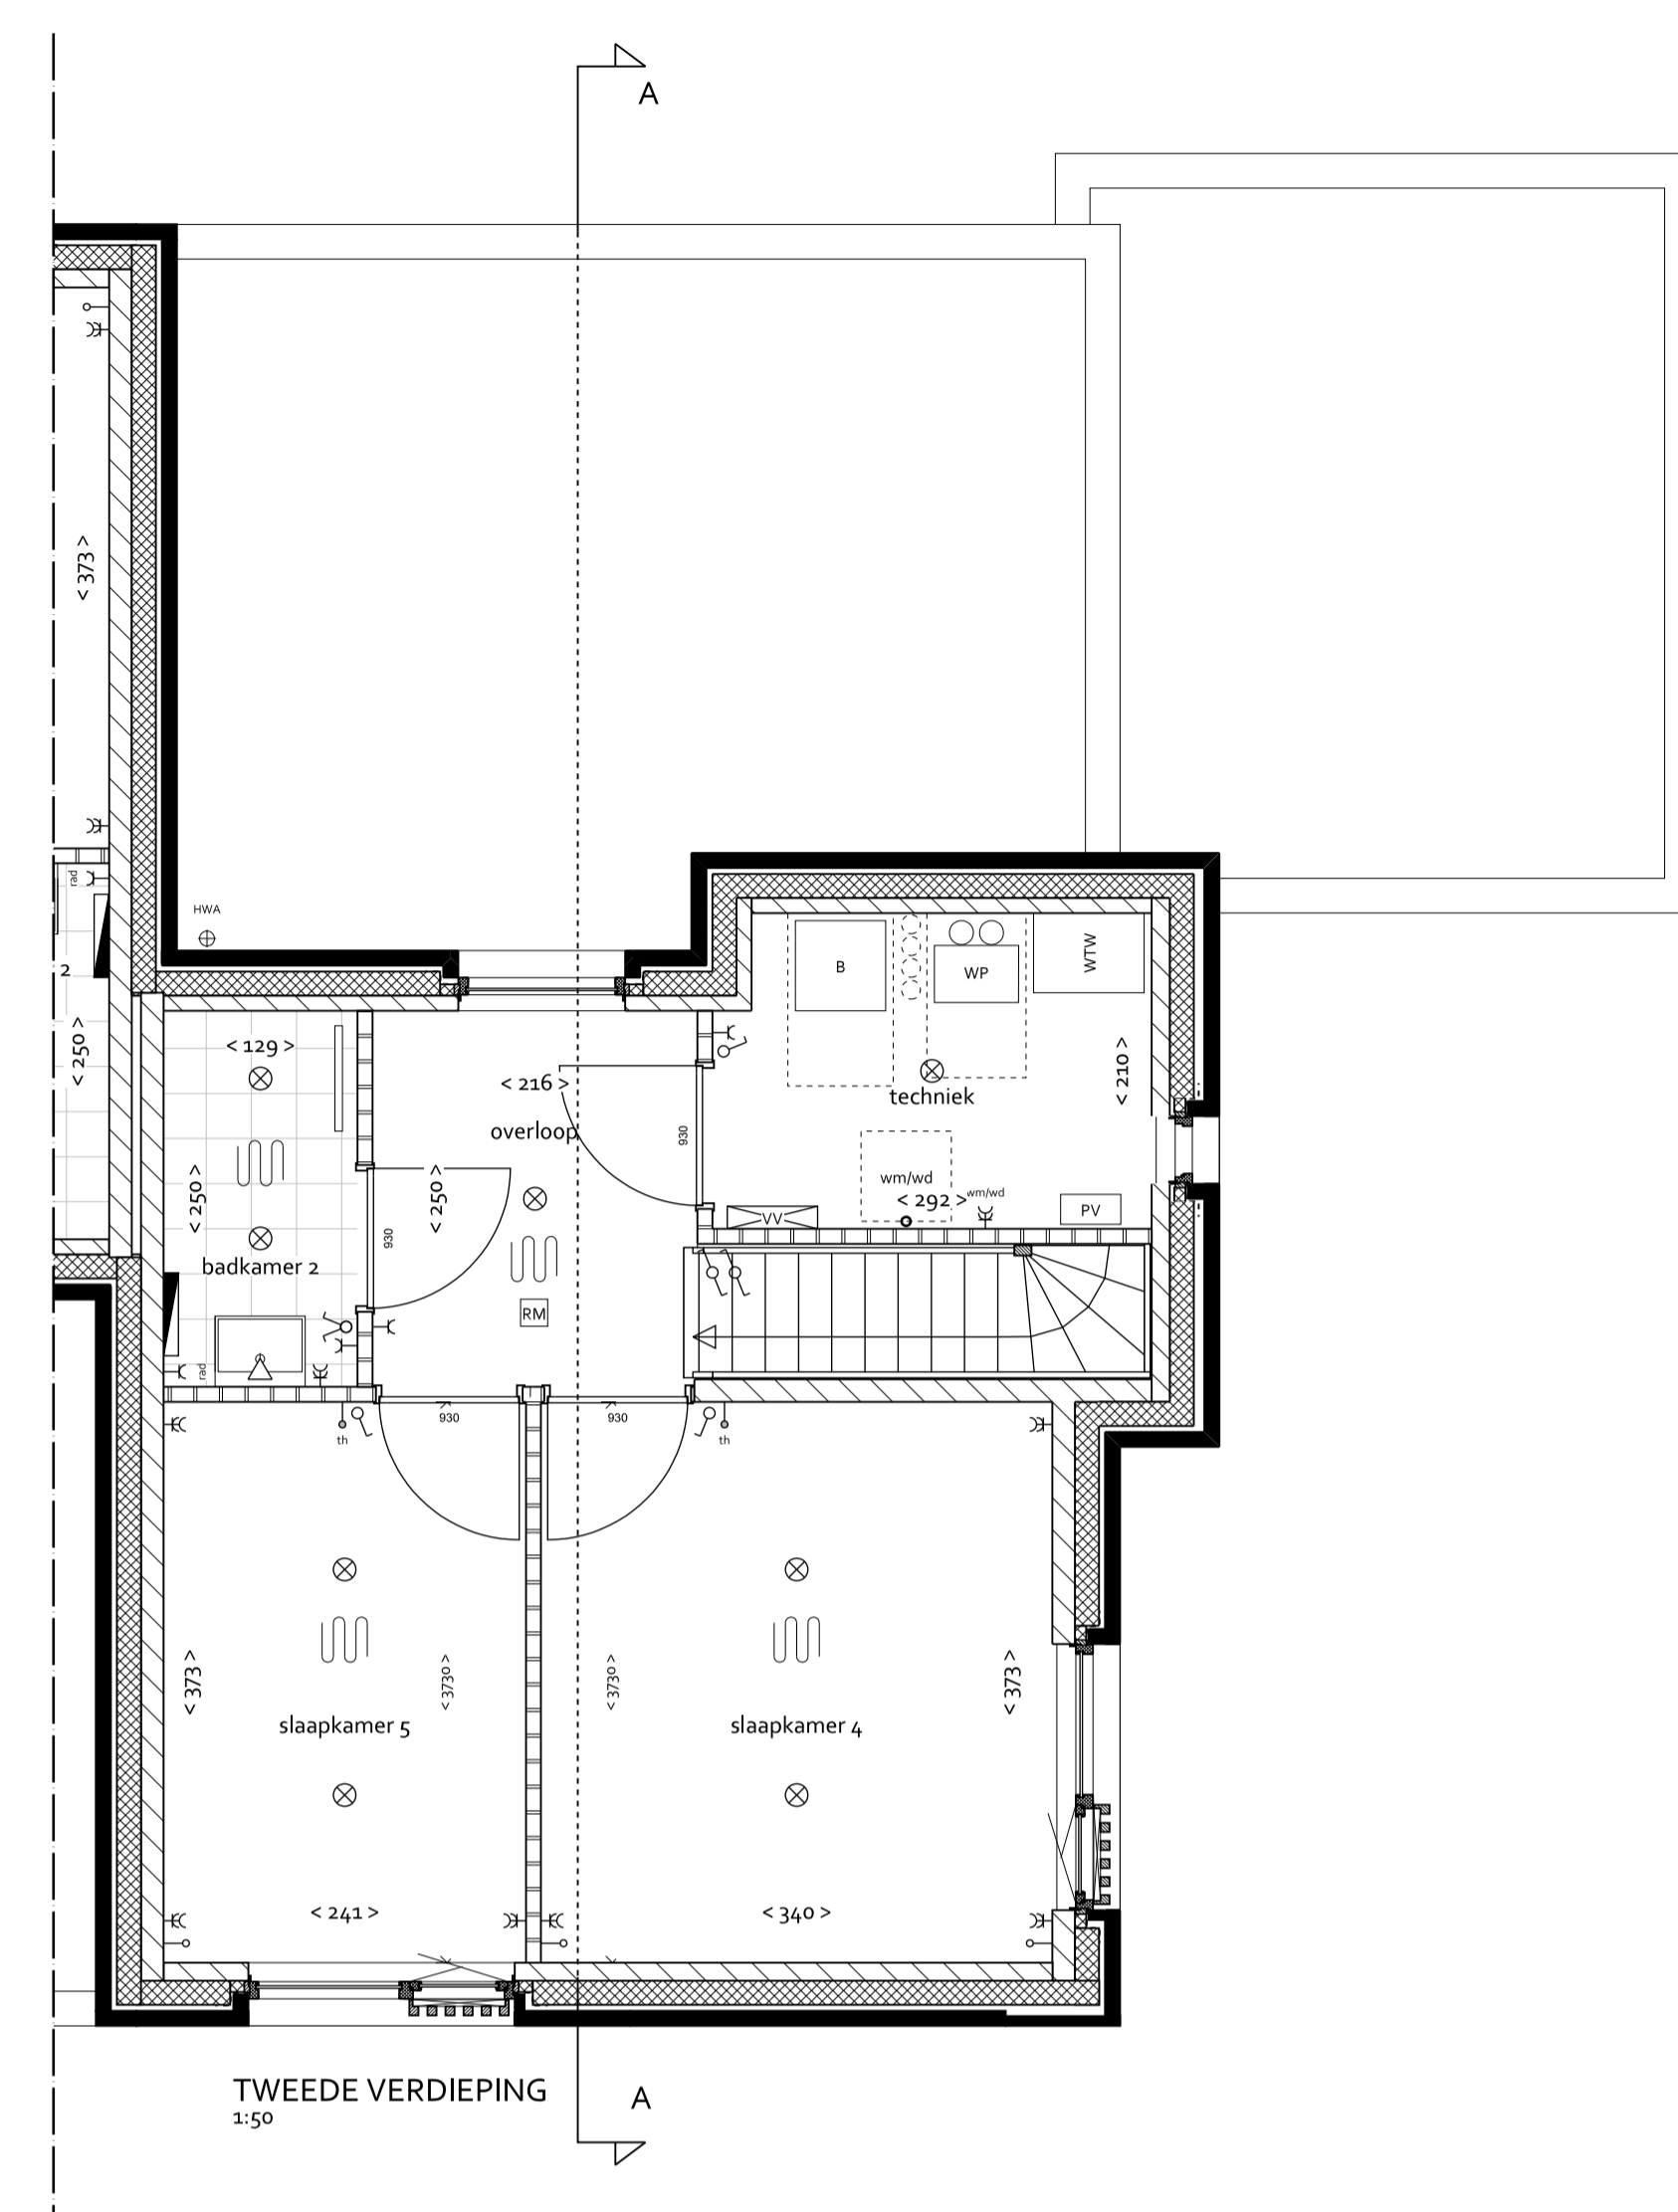 A
< 373 >
HWA
rad
2
< 250 >
B
WP
WTW
< 129 >
< 216 >
overloop
930
techniek
< 210 >
< 250 >
< 250 >
930
wm/wd
< 292 >
wm/wd
VV
PV
badkamer 2
RM
rad
930
930
th
th
< 373 >
< 3730 >
< 3730 >
< 373 >
slaapkamer 5
slaapkamer 4
< 241 >
< 340 >
TWEEDE VERDIEPING
1:50
A